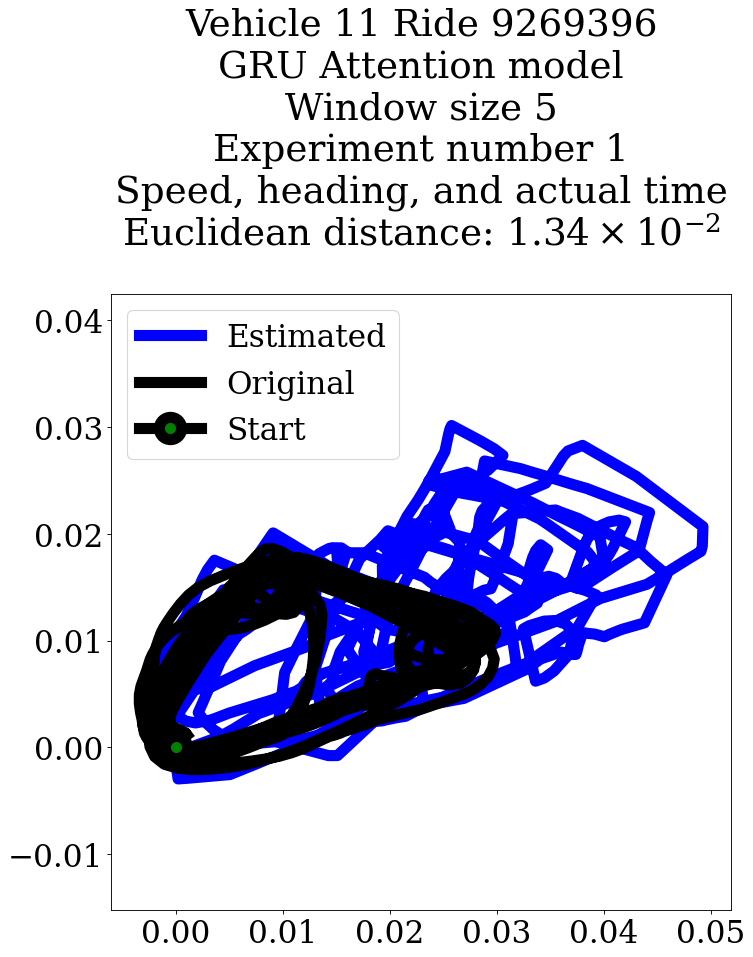 Vehicle 11 Ride 9269396
GRU Attention model
Window size 5
Experiment number 1
Speed, heading, and actual time
Euclidean distance: 1.34 × 10⁻²
Estimated
Original
Start
0.04
0.03
0.02
0.01
0.00
−0.01
0.00 0.01 0.02 0.03 0.04 0.05